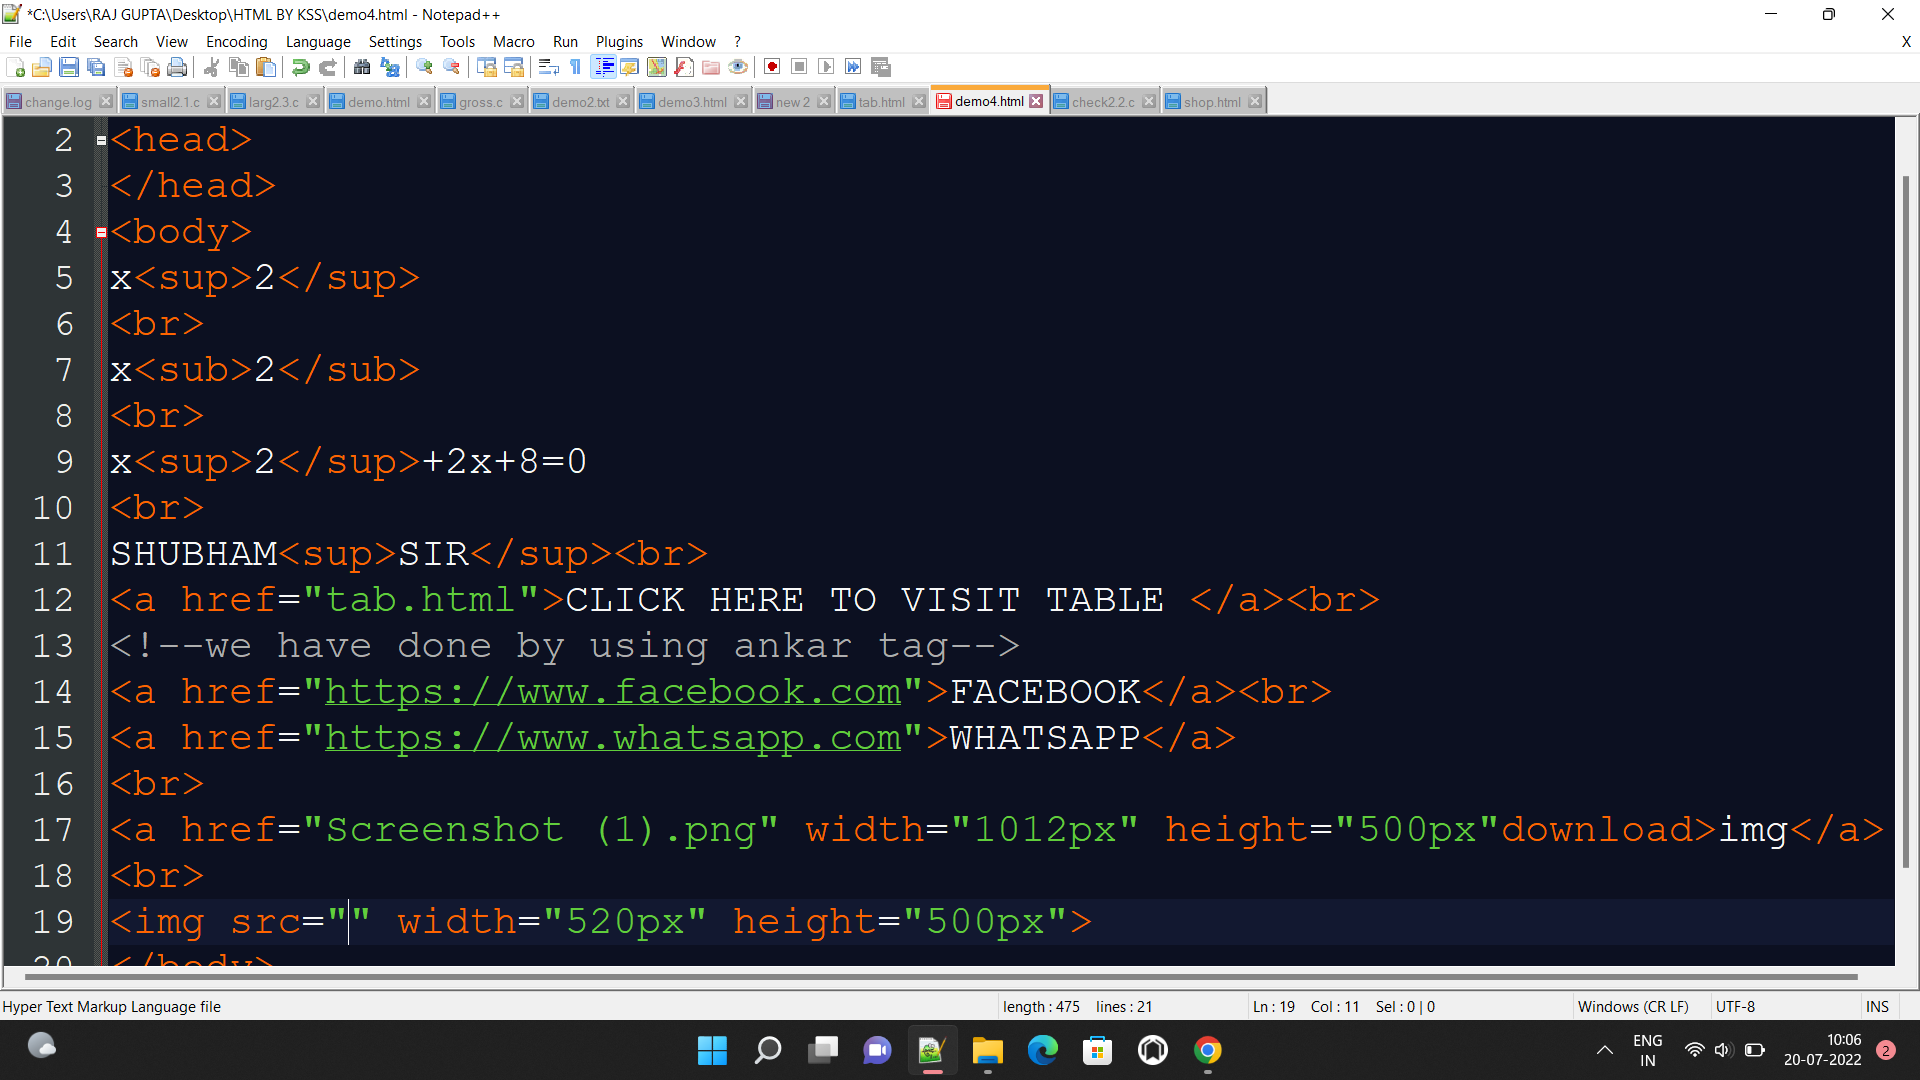 *C:\Users\RAJ GUPTA\Desktop\HTML BY KSS\demo4.html - Notepad++
File Edit Search View Encoding Language Settings Tools Macro Run Plugins Window ? X
change.log small2.1.c larg2.3.c demo.html gross.c demo2.txt demo3.html new 2 tab.html demo4.html check2.2.c shop.html
2 <head>
3 </head>
4 <body>
5 x<sup>2</sup>
6 <br>
7 x<sub>2</sub>
8 <br>
9 x<sup>2</sup>+2x+8=0
10 <br>
11 SHUBHAM<sup>SIR</sup><br>
12 <a href="tab.html">CLICK HERE TO VISIT TABLE </a><br>
13 <!--we have done by using ankar tag-->
14 <a href="https://www.facebook.com">FACEBOOK</a><br>
15 <a href="https://www.whatsapp.com">WHATSAPP</a>
16 <br>
17 <a href="Screenshot (1).png" width="1012px" height="500px"download>img</a>
18 <br>
19 <img src="" width="520px" height="500px">
20 </body>
Hyper Text Markup Language file length : 475 lines : 21 Ln : 19 Col : 11 Sel : 0 | 0 Windows (CR LF) UTF-8 INS
ENG IN 10:06 20-07-2022 2